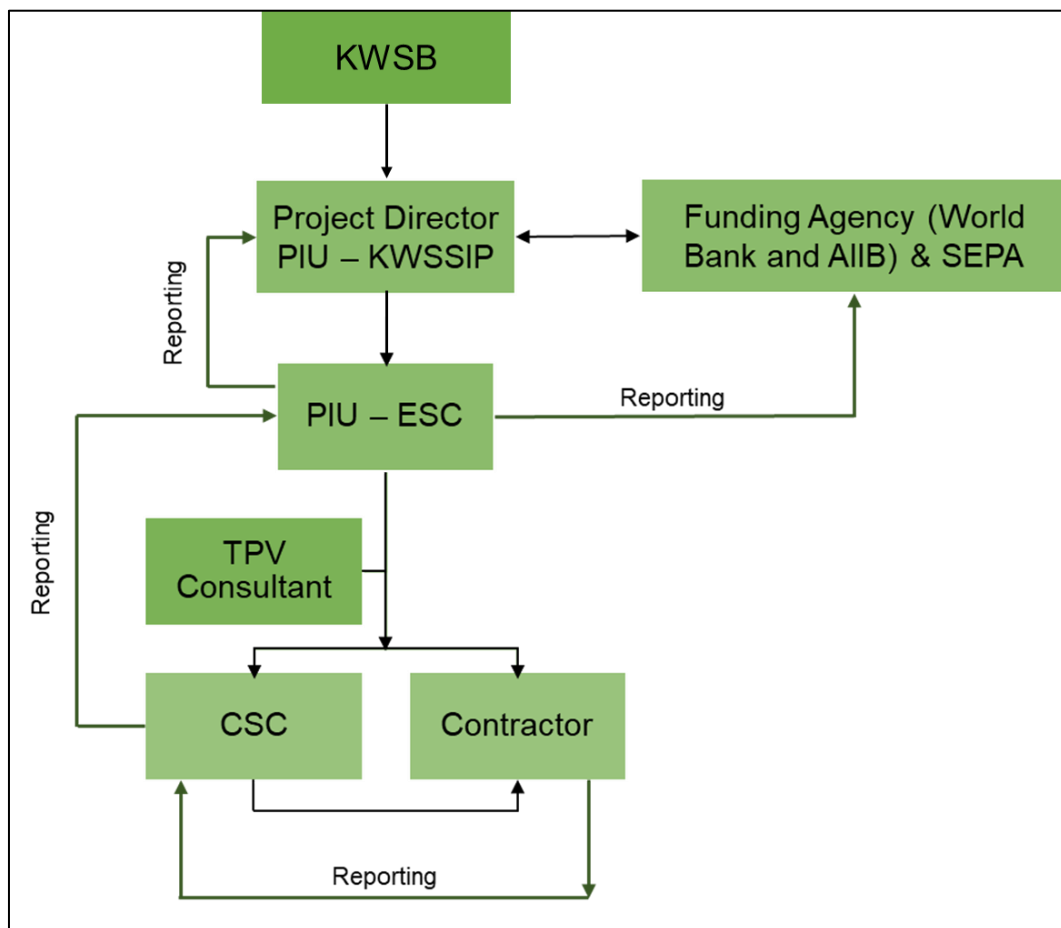 KWSB
Project Director
PIU – KWSSIP
Funding Agency (World
Bank and AIIB) & SEPA
Reporting
PIU – ESC
Reporting
TPV
Consultant
Reporting
CSC
Contractor
Reporting